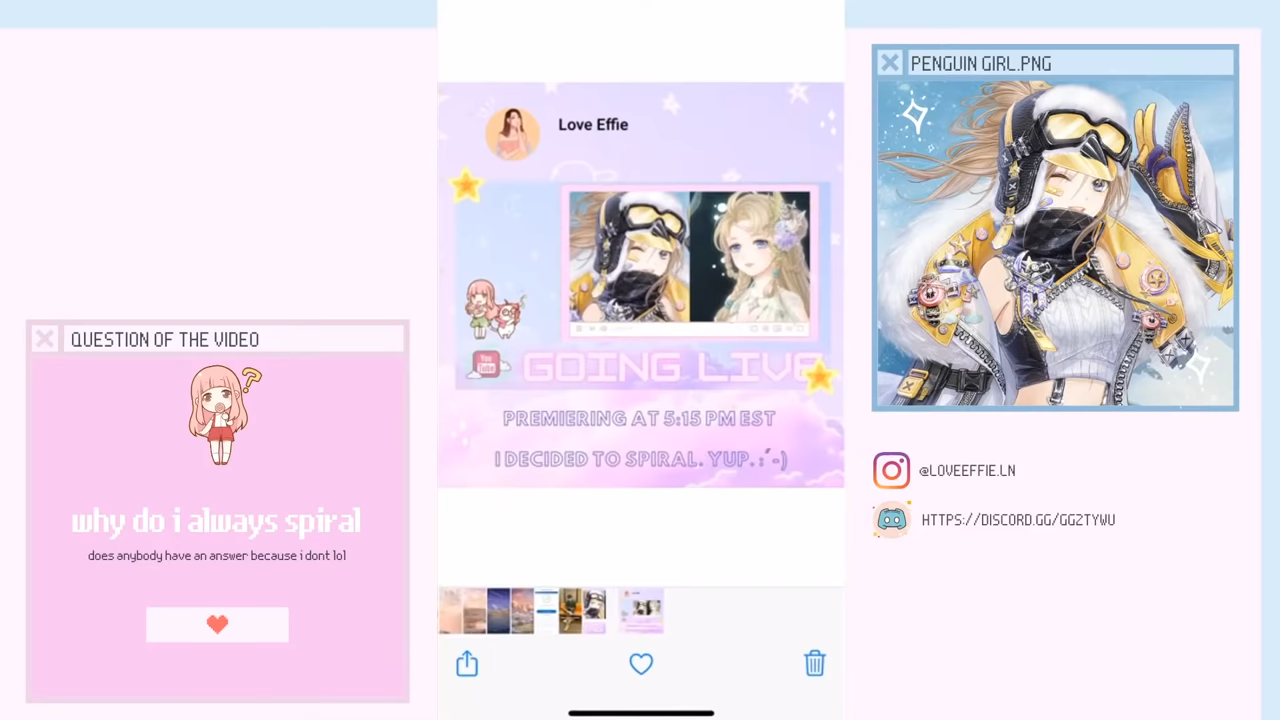 QUESTION OF THE VIDEO
why do i always spiral
does anybody have an answer because i dont lol
Love Effie
You
Tube
GOING LIVE
PREMIERING AT 5:15 PM EST
I DECIDED TO SPIRAL. YUP. :´-)
PENGUIN GIRL.PNG
@LOVEEFFIE.LN
HTTPS://DISCORD.GG/GG2TYWU